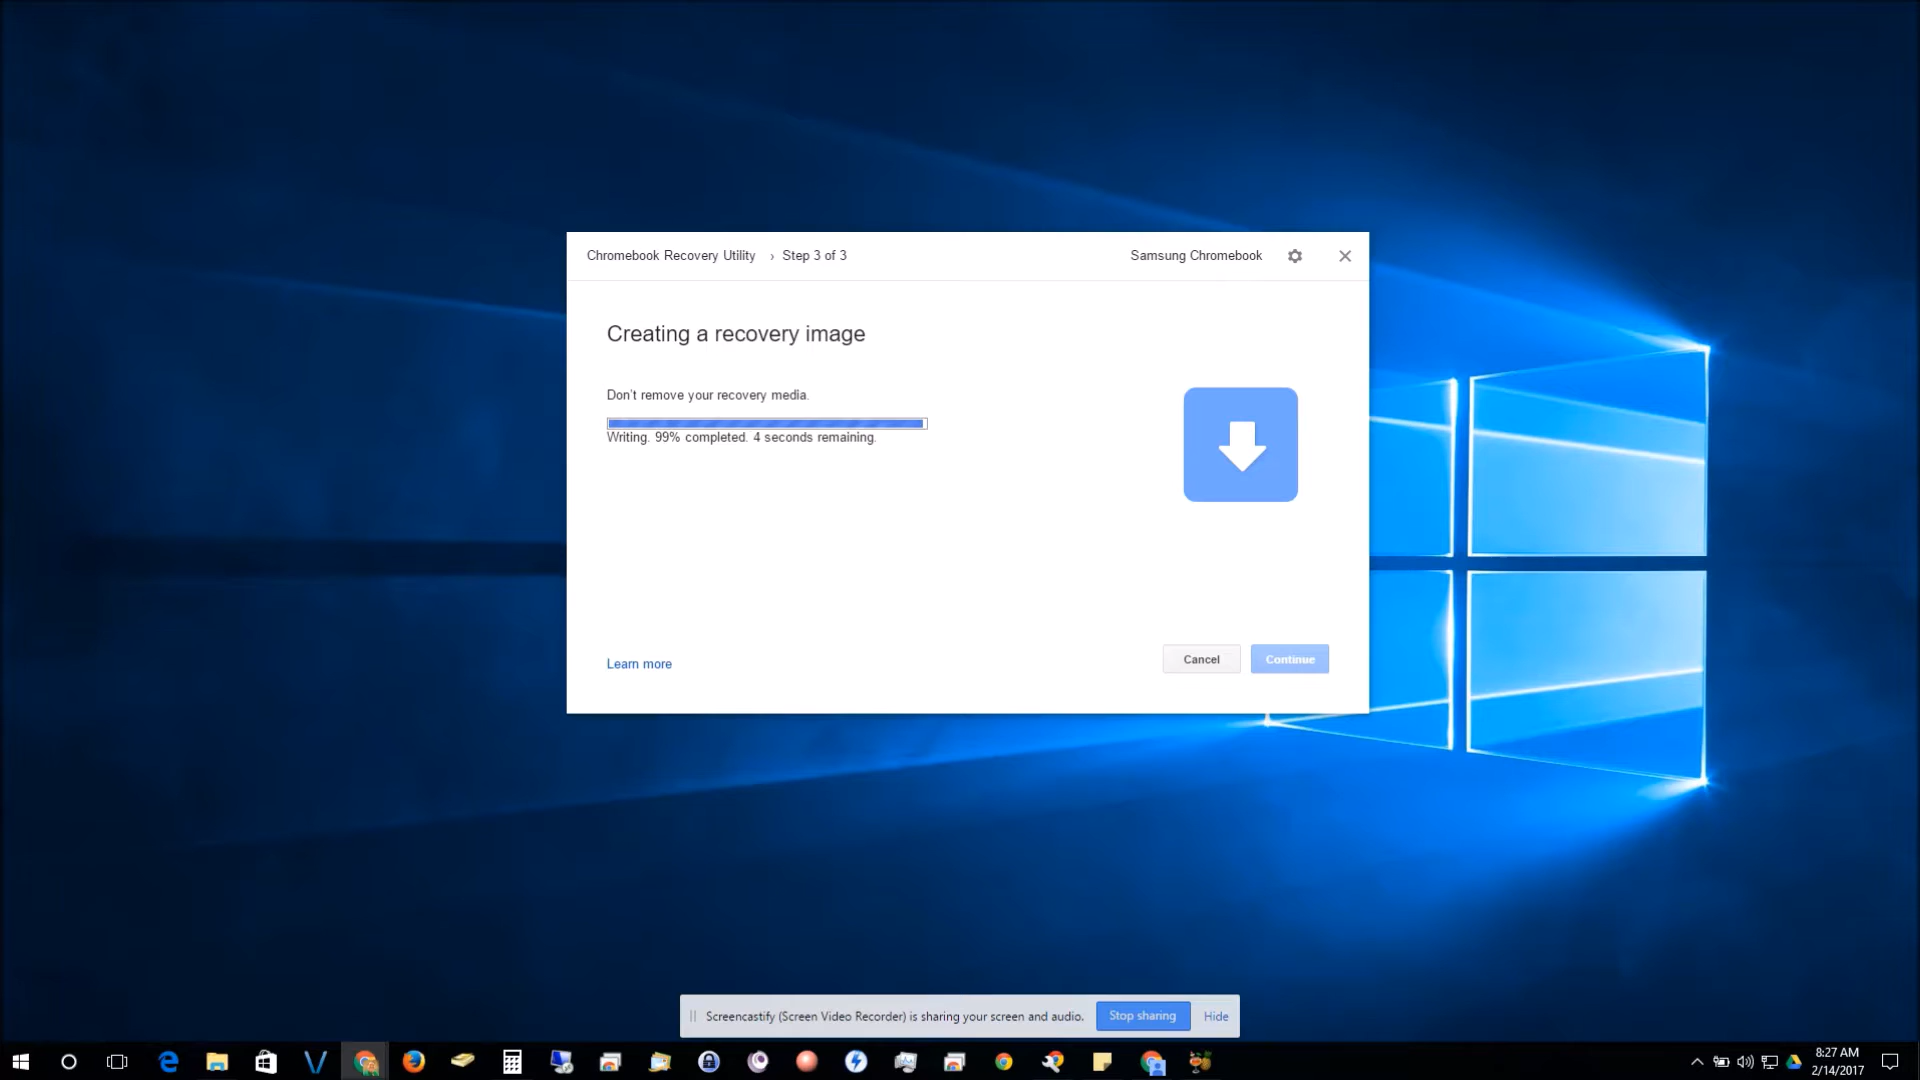 Chromebook Recovery Utility › Step 3 of 3 Samsung Chromebook
Creating a recovery image
Don't remove your recovery media.
Writing. 99% completed. 4 seconds remaining.
Learn more
Cancel Continue
Screencastify (Screen Video Recorder) is sharing your screen and audio. Stop sharing Hide
8:27 AM
2/14/2017